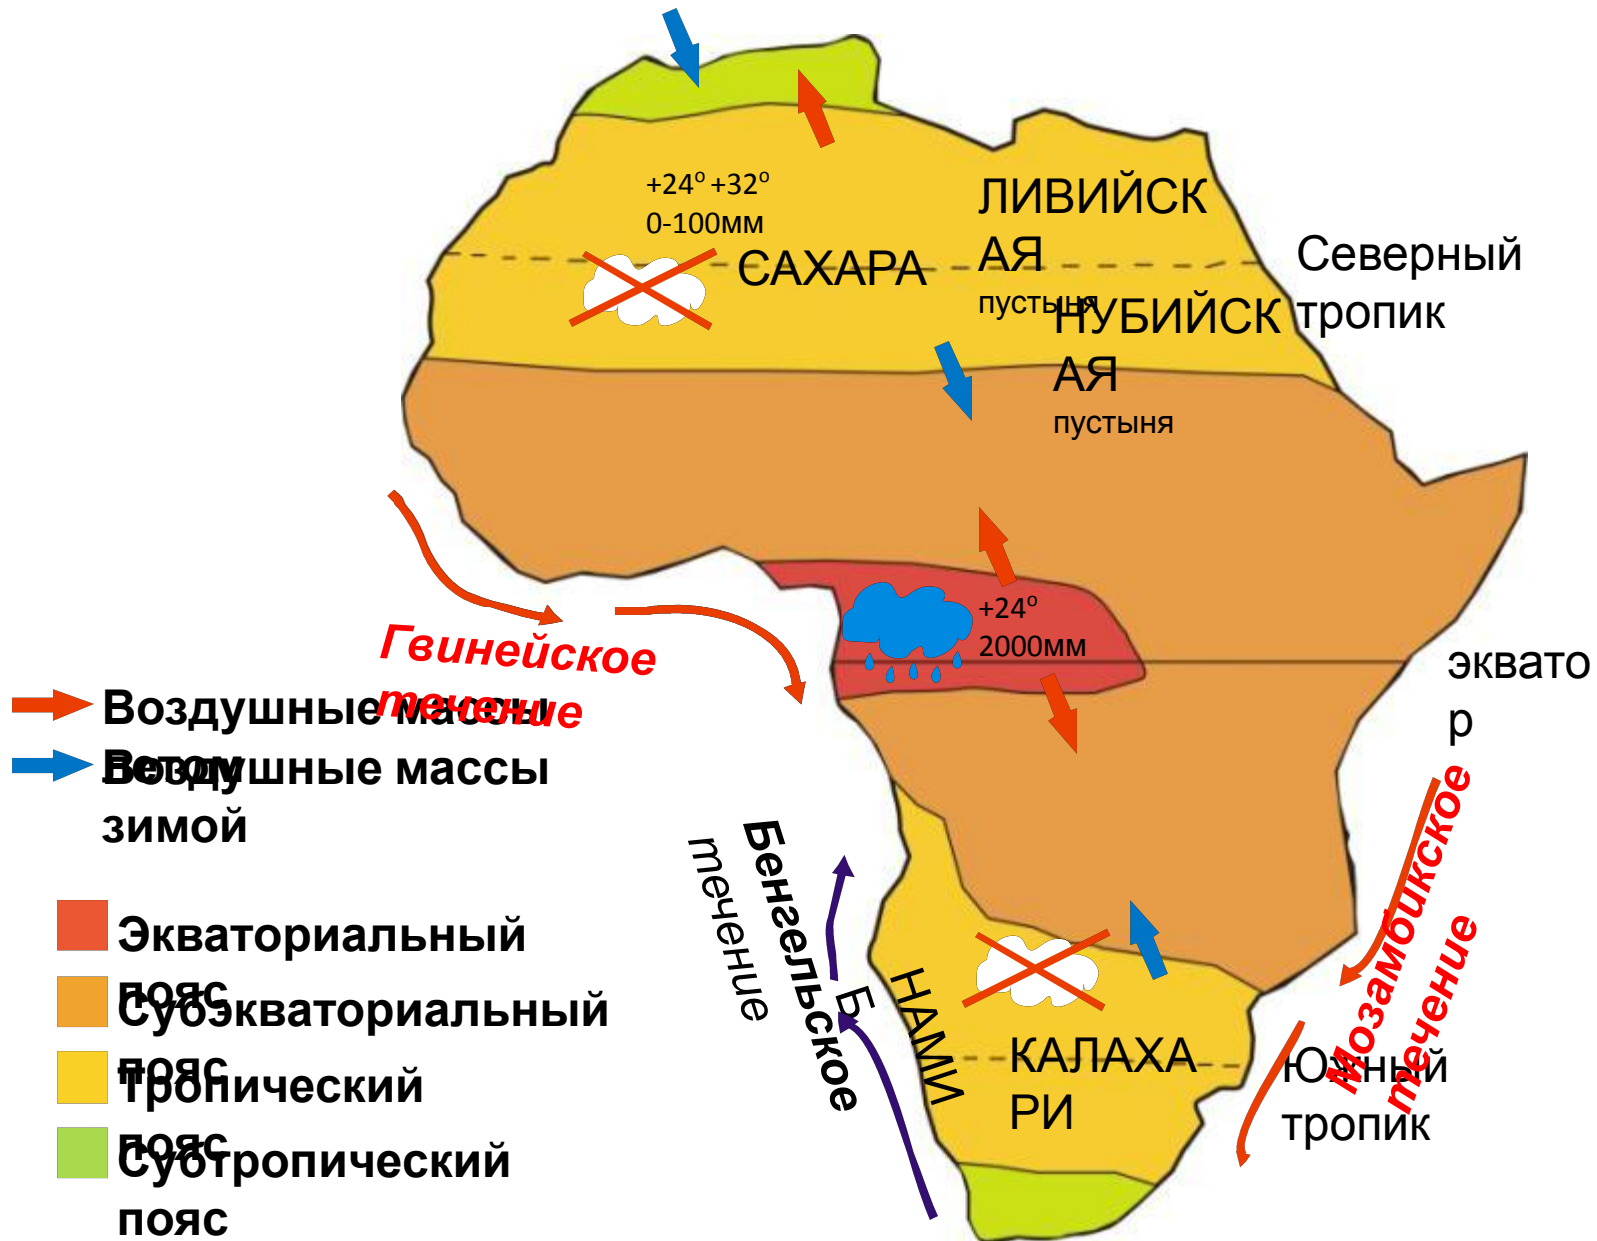 +24° +32°
0-100мм
САХАРА
ЛИВИЙСК
АЯ
пустыня
НУБИЙСК
АЯ
пустыня
Северный
тропик
+24°
2000мм
эквато
р
Гвинейское
течение
Воздушные массы
летом
Воздушные массы
зимой
Экваториальный
пояс
Субэкваториальный
пояс
Тропический
пояс
Субтропический
пояс
Бенгельское
течение
НАМИ
Б
КАЛАХА
РИ
Мозамбикское
течение
Южный
тропик